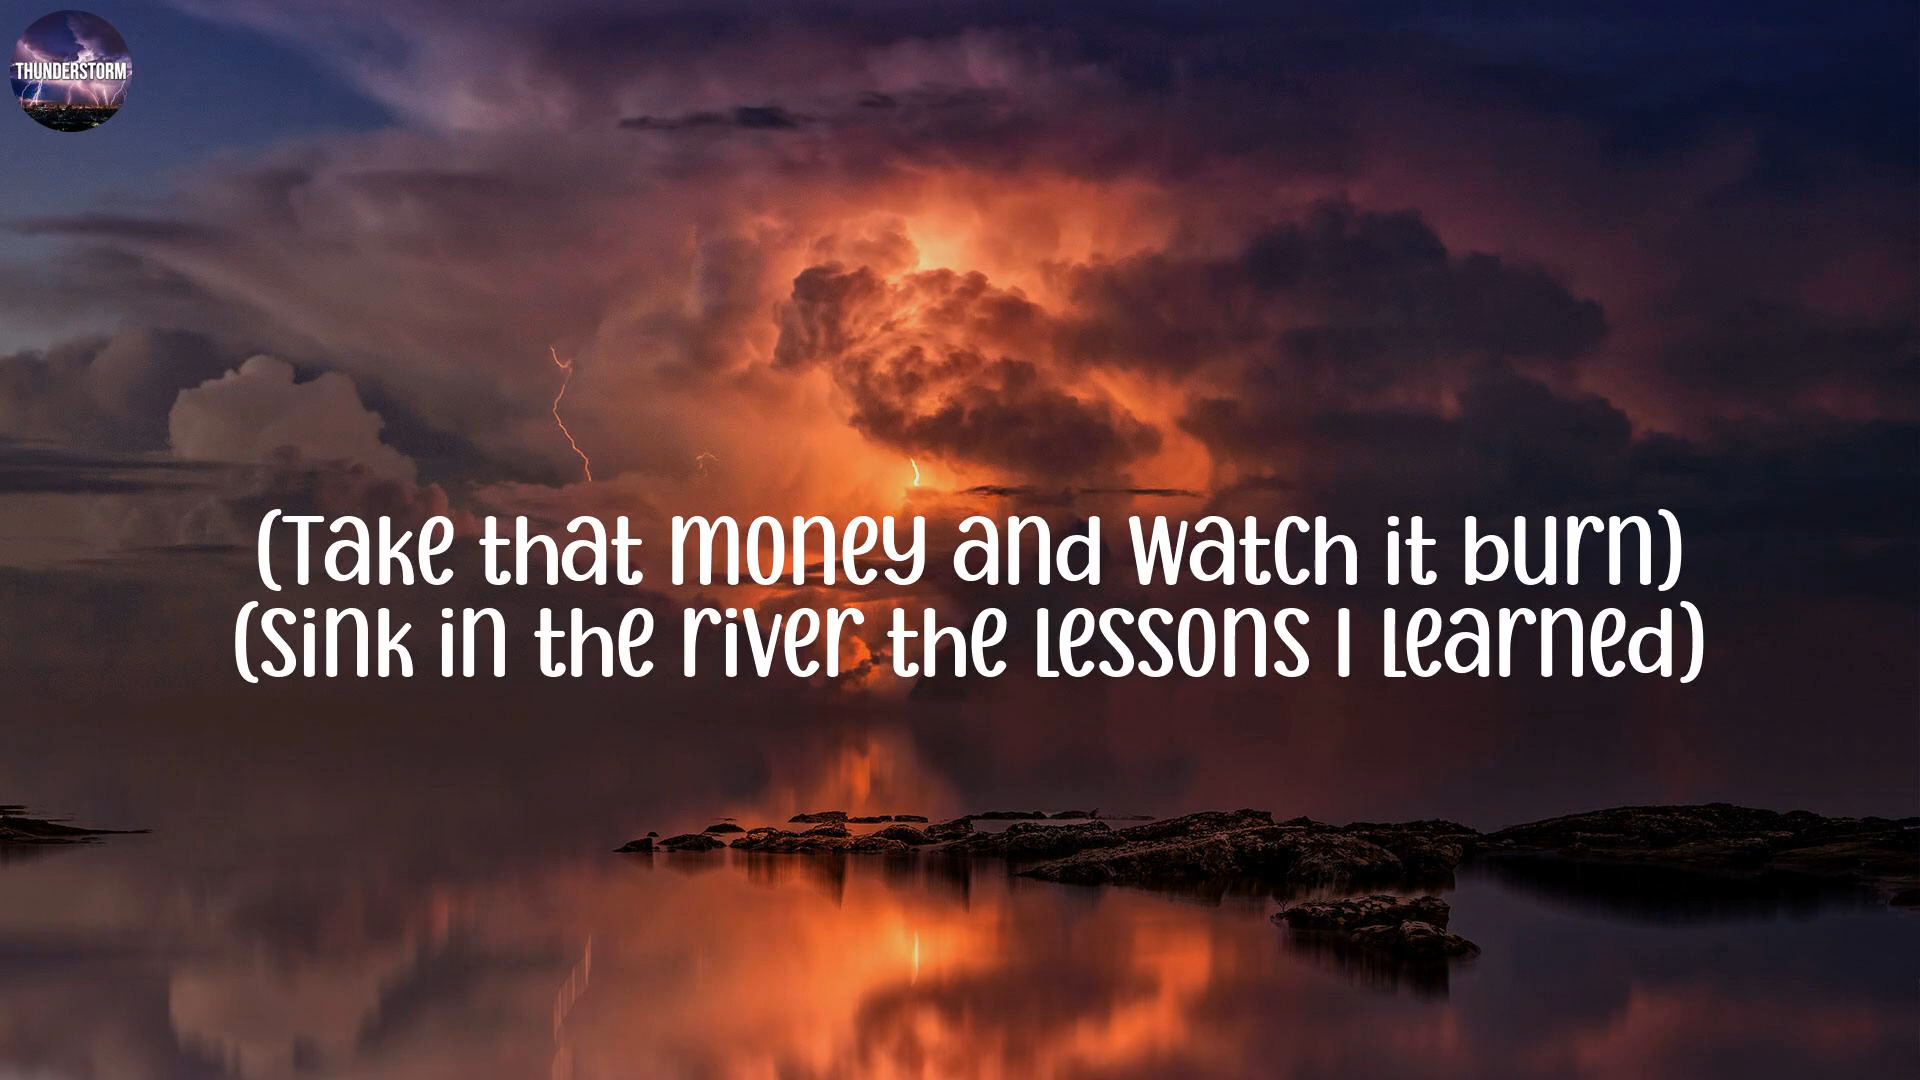 THUNDERSTORM
(Take that money and watch it burn)
(Sink in the river the lessons I learned)